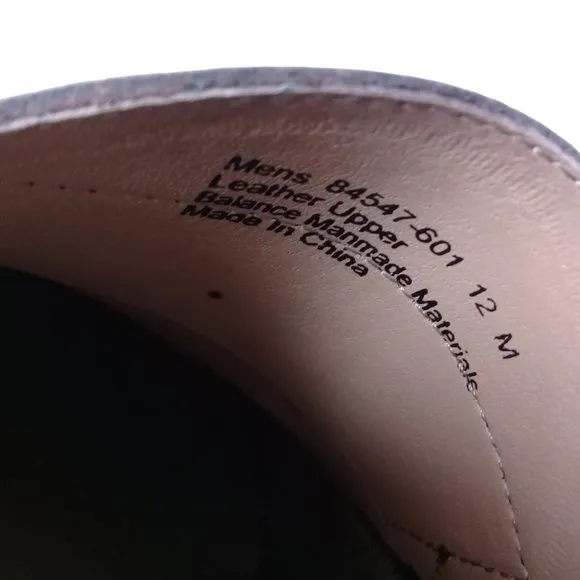 Mens 84547-601 12 M
Leather Upper
Balance Manmade Materials
Made In China